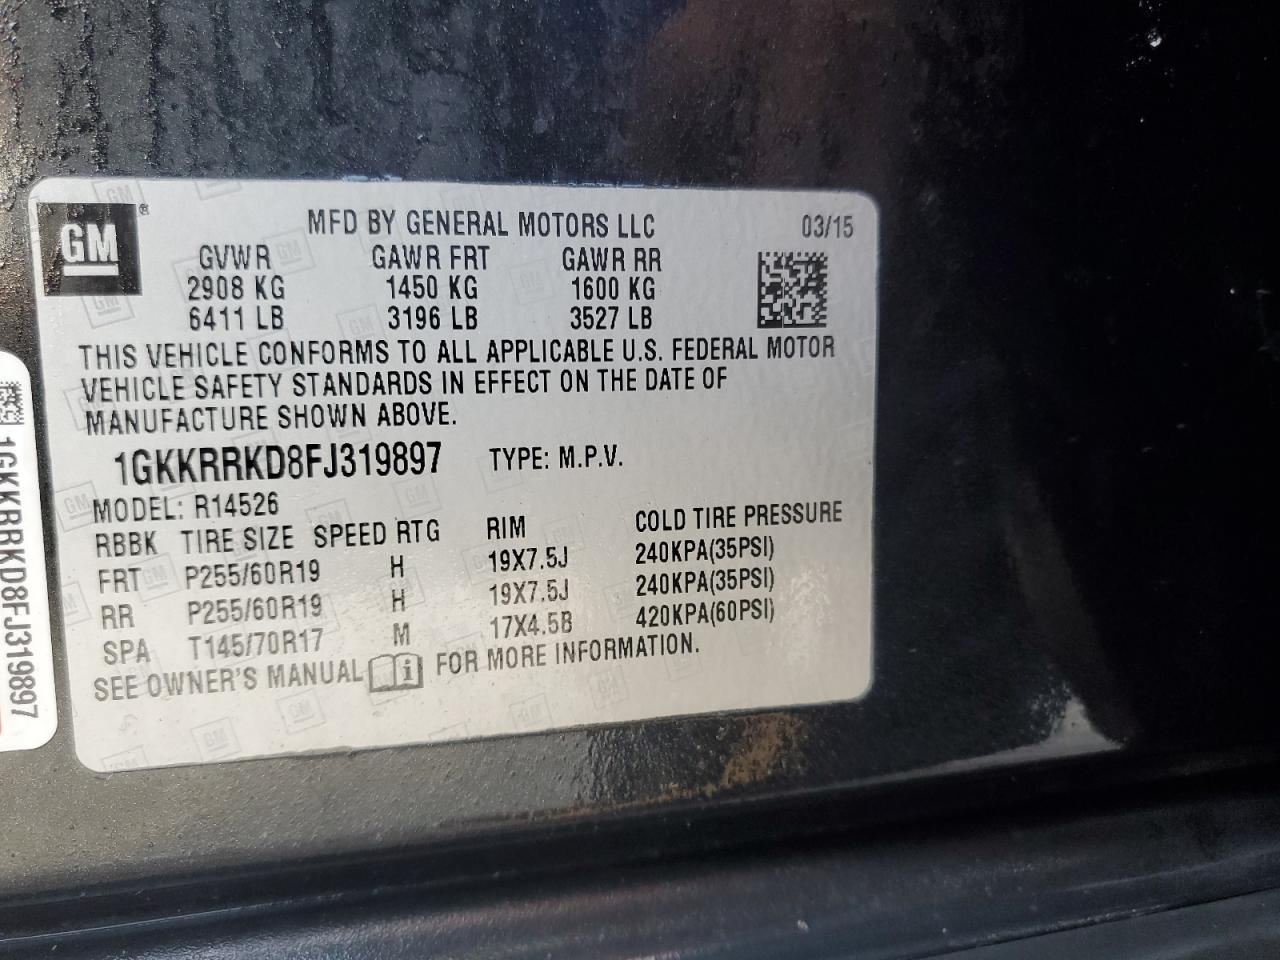 GM ®
MFD BY GENERAL MOTORS LLC 03/15
GVWR GAWR FRT GAWR RR
2908 KG 1450 KG 1600 KG
6411 LB 3196 LB 3527 LB
THIS VEHICLE CONFORMS TO ALL APPLICABLE U.S. FEDERAL MOTOR
VEHICLE SAFETY STANDARDS IN EFFECT ON THE DATE OF
MANUFACTURE SHOWN ABOVE.
1GKKRRKD8FJ319897 TYPE: M.P.V.
MODEL: R14526
RBBK TIRE SIZE SPEED RTG RIM COLD TIRE PRESSURE
FRT P255/60R19 H 19X7.5J 240KPA(35PSI)
RR P255/60R19 H 19X7.5J 240KPA(35PSI)
SPA T145/70R17 M 17X4.5B 420KPA(60PSI)
SEE OWNER'S MANUAL i FOR MORE INFORMATION.
1GKKRRKD8FJ319897